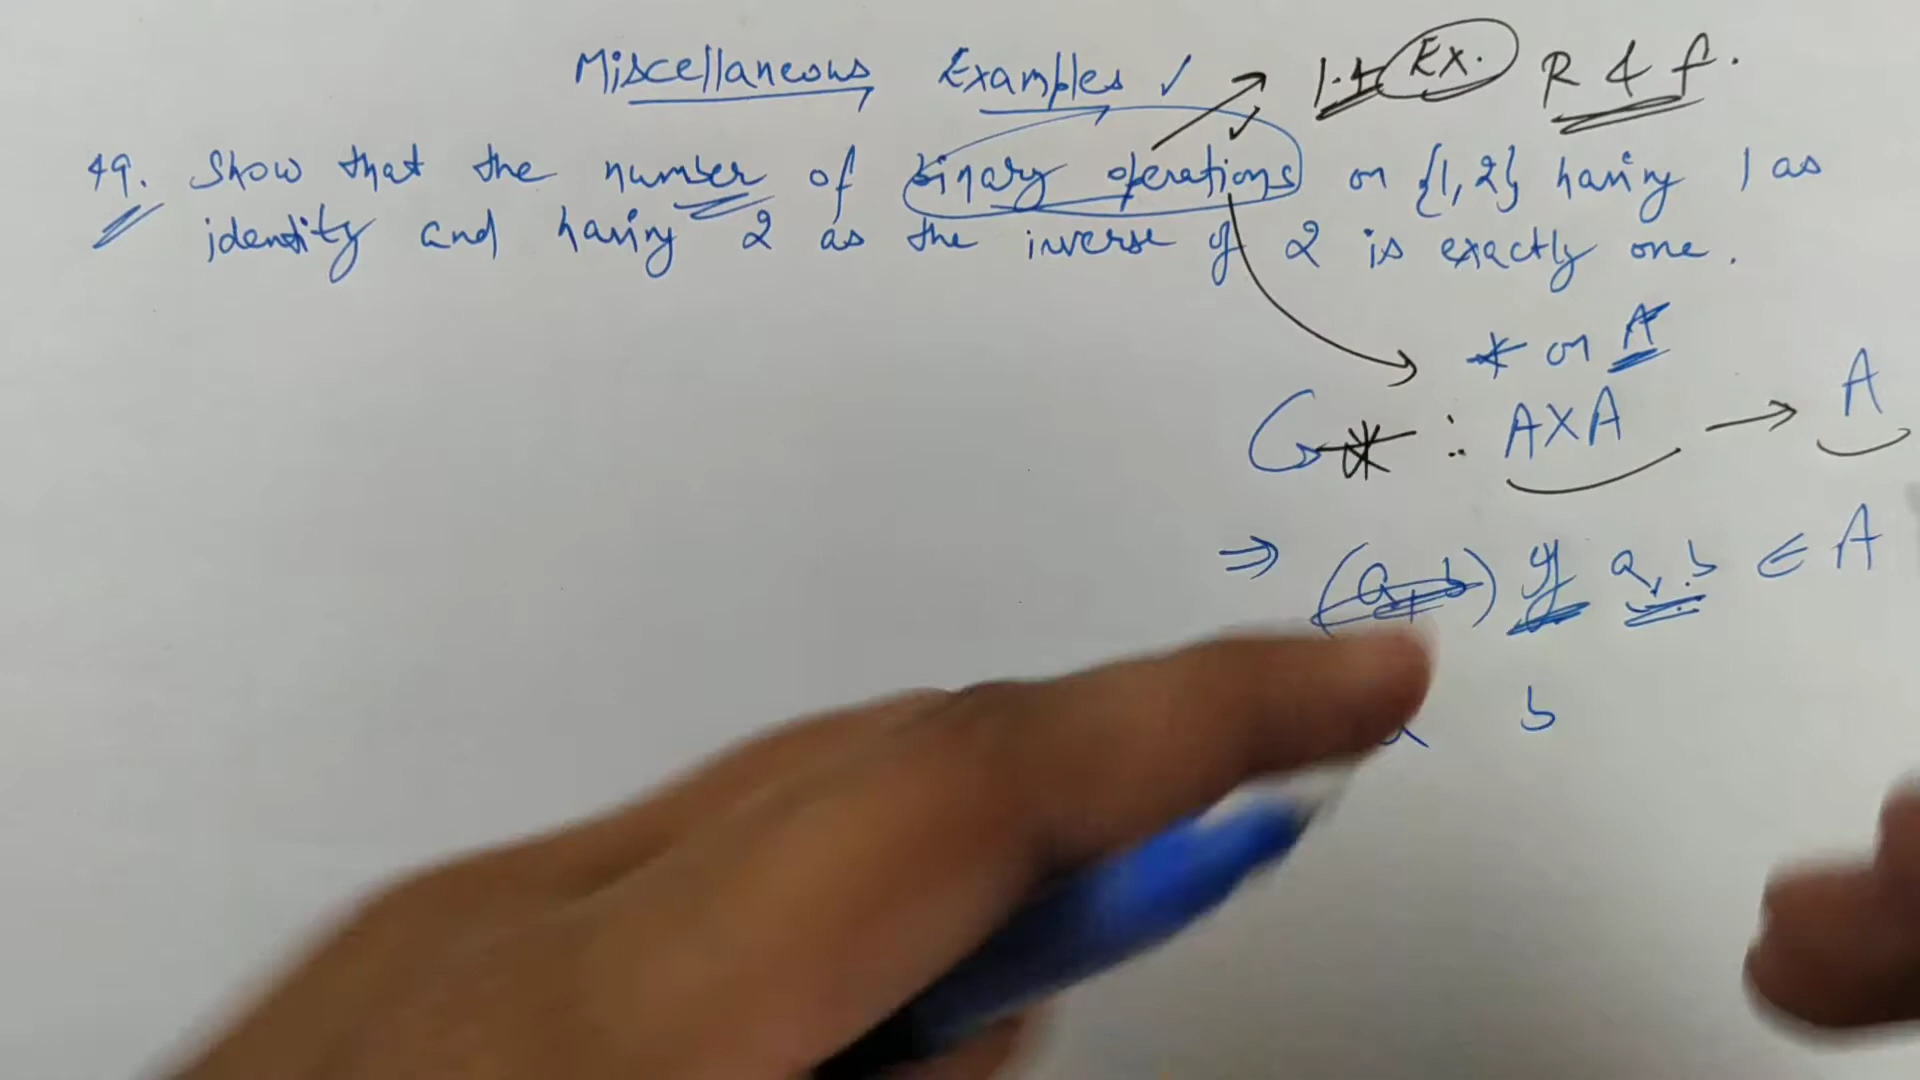 Miscellaneous Examples ✓ 1.4 Ex. R & f.
49. Show that the number of binary operations on {1,2} having 1 as
identity and having 2 as the inverse of 2 is exactly one.
* on A
* : A×A → A
⇒ (a, b) if a, b ∈ A
a b